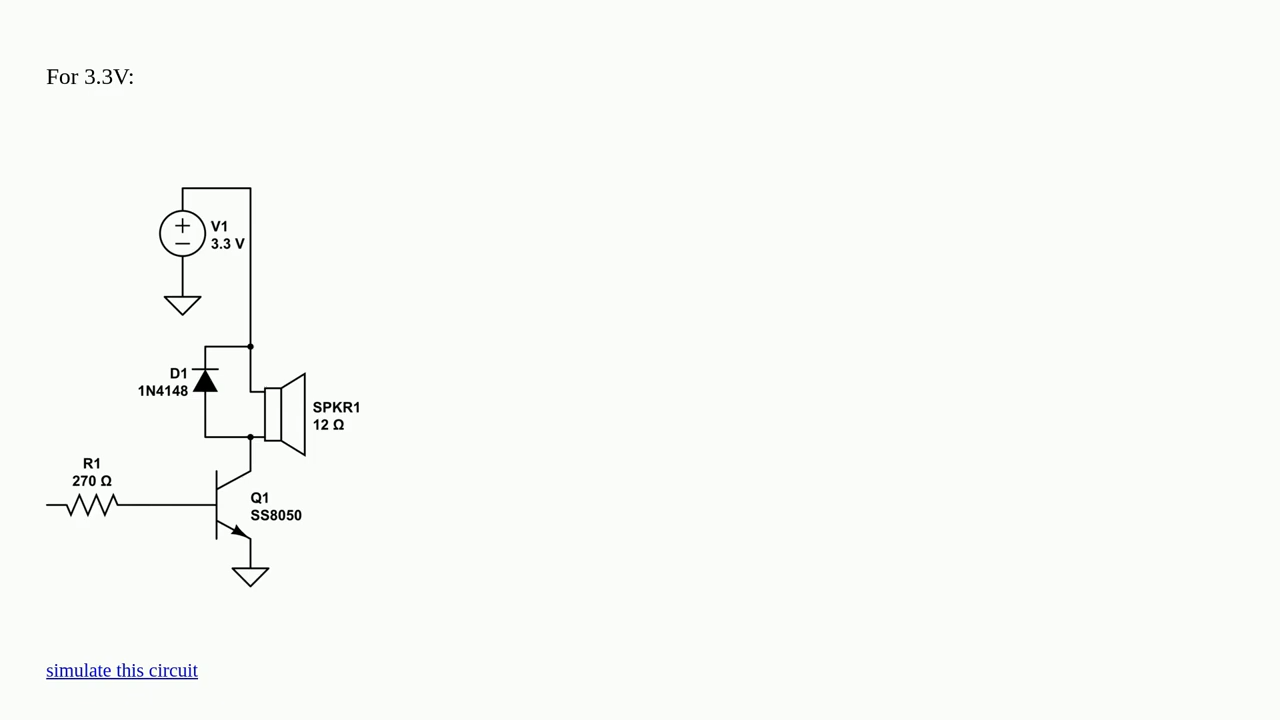 For 3.3V:
V1
3.3 V
D1
1N4148
SPKR1
12 Ω
R1
270 Ω
Q1
SS8050
simulate this circuit